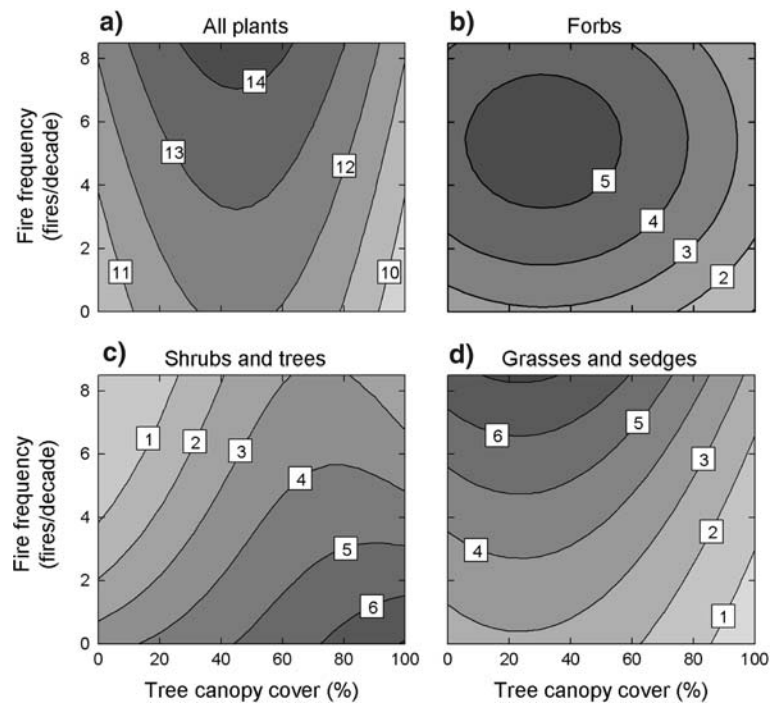 a) All plants
Fire frequency
(fires/decade)
8
6
4
2
0
14
13
12
11
10
b) Forbs
5
4
3
2
c) Shrubs and trees
Fire frequency
(fires/decade)
8
6
4
2
0
1
2
3
4
5
6
0 20 40 60 80 100
Tree canopy cover (%)
d) Grasses and sedges
6
5
3
4
2
1
0 20 40 60 80 100
Tree canopy cover (%)